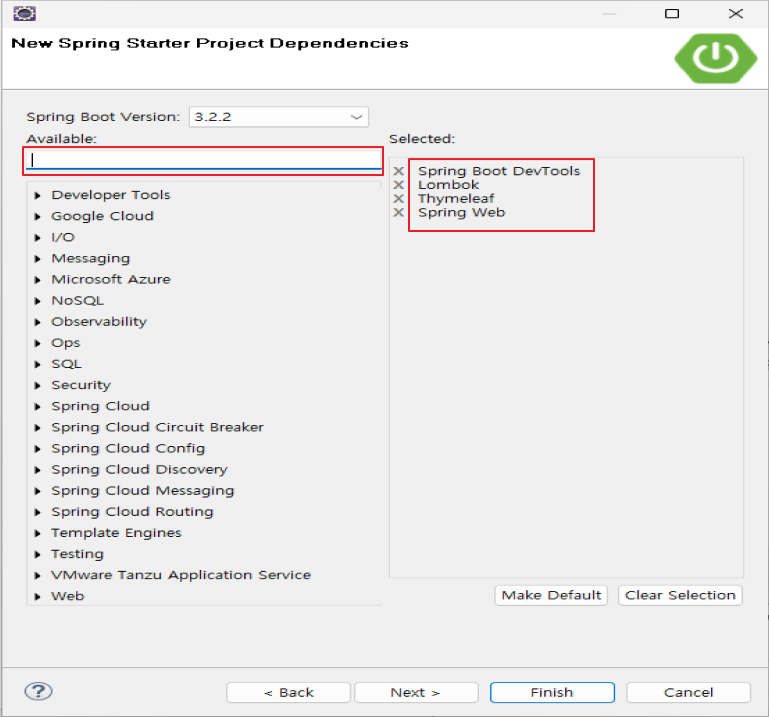 New Spring Starter Project Dependencies
Spring Boot Version: 3.2.2
Available:
Selected:
Spring Boot DevTools
Lombok
Thymeleaf
Spring Web
Developer Tools
Google Cloud
I/O
Messaging
Microsoft Azure
NoSQL
Observability
Ops
SQL
Security
Spring Cloud
Spring Cloud Circuit Breaker
Spring Cloud Config
Spring Cloud Discovery
Spring Cloud Messaging
Spring Cloud Routing
Template Engines
Testing
VMware Tanzu Application Service
Web
Make Default
Clear Selection
?
< Back
Next >
Finish
Cancel